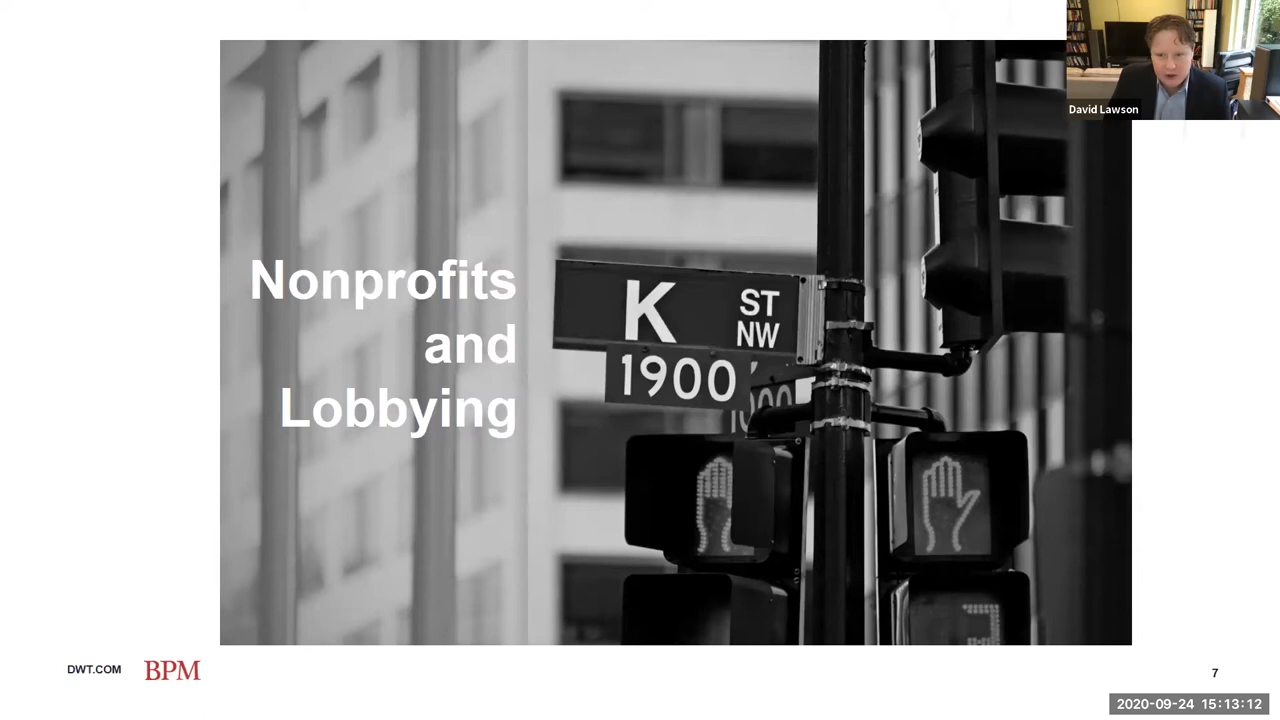 David Lawson
Nonprofits
and
Lobbying
K
ST
NW
1900
DWT.COM
BPM
7
2020-09-24 15:13:12